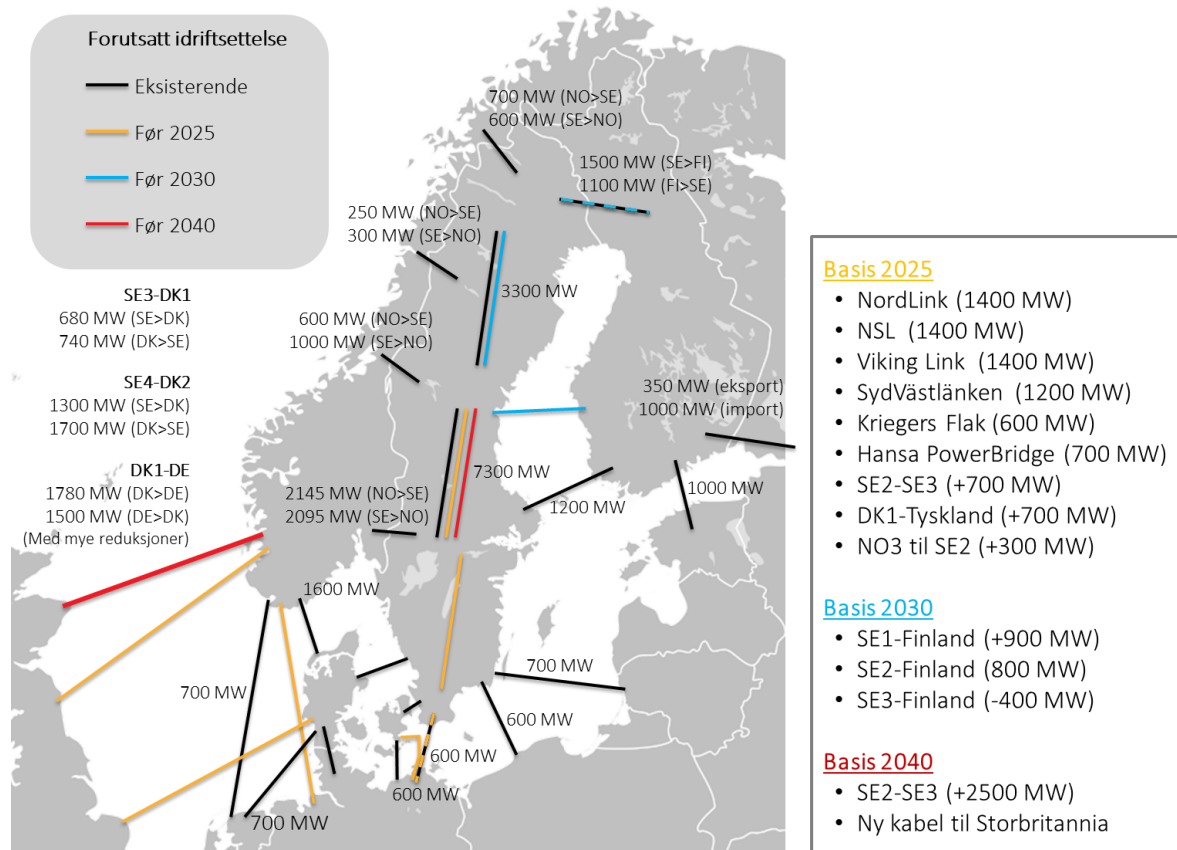 Forutsatt idriftsettelse
Eksisterende
Før 2025
Før 2030
Før 2040
700 MW (NO>SE)
600 MW (SE>NO)
1500 MW (SE>FI)
1100 MW (FI>SE)
250 MW (NO>SE)
300 MW (SE>NO)
3300 MW
SE3-DK1
680 MW (SE>DK)
740 MW (DK>SE)
600 MW (NO>SE)
1000 MW (SE>NO)
SE4-DK2
1300 MW (SE>DK)
1700 MW (DK>SE)
350 MW (eksport)
1000 MW (import)
DK1-DE
1780 MW (DK>DE)
1500 MW (DE>DK)
(Med mye reduksjoner)
7300 MW
2145 MW (NO>SE)
2095 MW (SE>NO)
1200 MW
1000 MW
1600 MW
700 MW
700 MW
600 MW
600 MW
600 MW
700 MW
Basis 2025
• NordLink (1400 MW)
• NSL (1400 MW)
• Viking Link (1400 MW)
• SydVästlänken (1200 MW)
• Kriegers Flak (600 MW)
• Hansa PowerBridge (700 MW)
• SE2-SE3 (+700 MW)
• DK1-Tyskland (+700 MW)
• NO3 til SE2 (+300 MW)
Basis 2030
• SE1-Finland (+900 MW)
• SE2-Finland (800 MW)
• SE3-Finland (-400 MW)
Basis 2040
• SE2-SE3 (+2500 MW)
• Ny kabel til Storbritannia